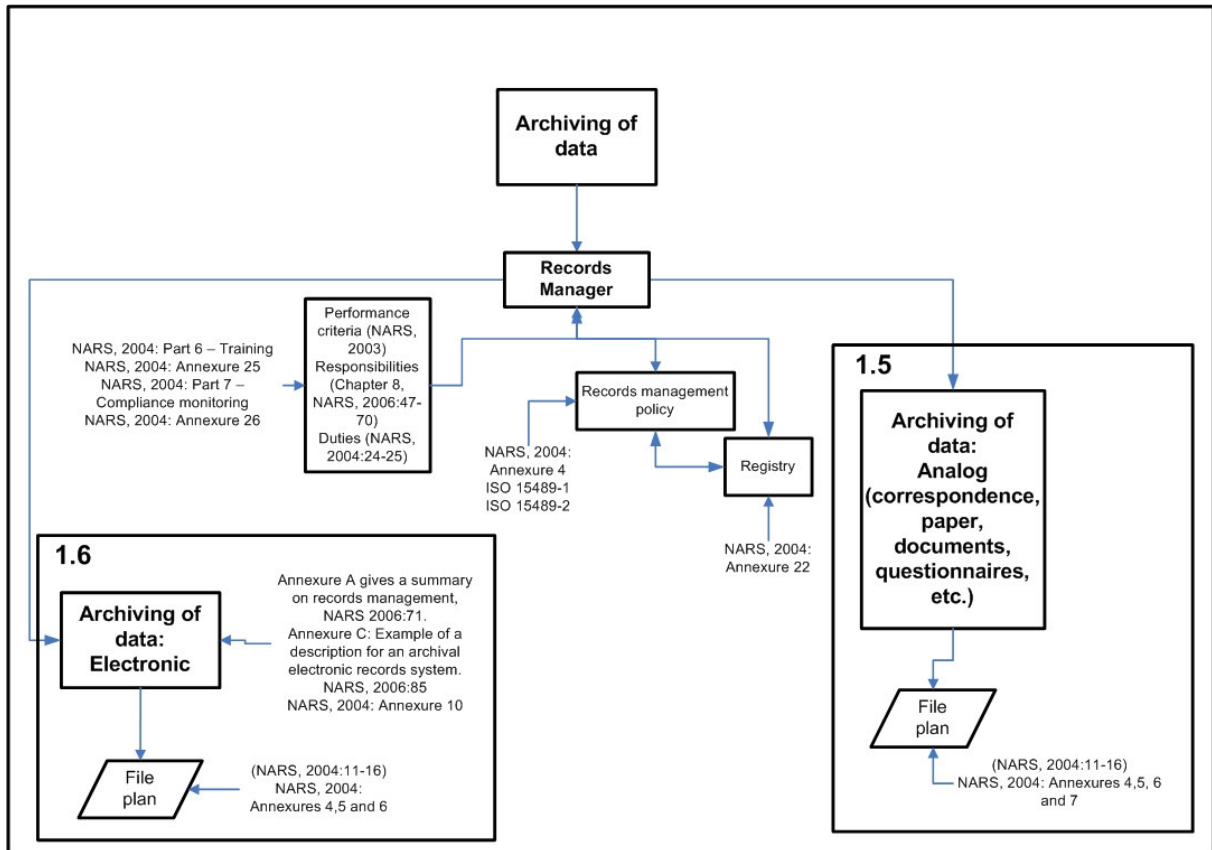 Archiving of
data
Records
Manager
Performance
criteria (NARS,
2003)
Responsibilities
(Chapter 8,
NARS, 2006:47-
70)
Duties (NARS,
2004:24-25)
NARS, 2004: Part 6 – Training
NARS, 2004: Annexure 25
NARS, 2004: Part 7 –
Compliance monitoring
NARS, 2004: Annexure 26
Records management
policy
NARS, 2004:
Annexure 4
ISO 15489-1
ISO 15489-2
Registry
NARS, 2004:
Annexure 22
1.5
Archiving of
data:
Analog
(correspondence,
paper,
documents,
questionnaires,
etc.)
File
plan
(NARS, 2004:11-16)
NARS, 2004: Annexures 4,5, 6
and 7
1.6
Archiving of
data:
Electronic
Annexure A gives a summary
on records management,
NARS 2006:71.
Annexure C: Example of a
description for an archival
electronic records system.
NARS, 2006:85
NARS, 2004: Annexure 10
File
plan
(NARS, 2004:11-16)
NARS, 2004:
Annexures 4,5 and 6